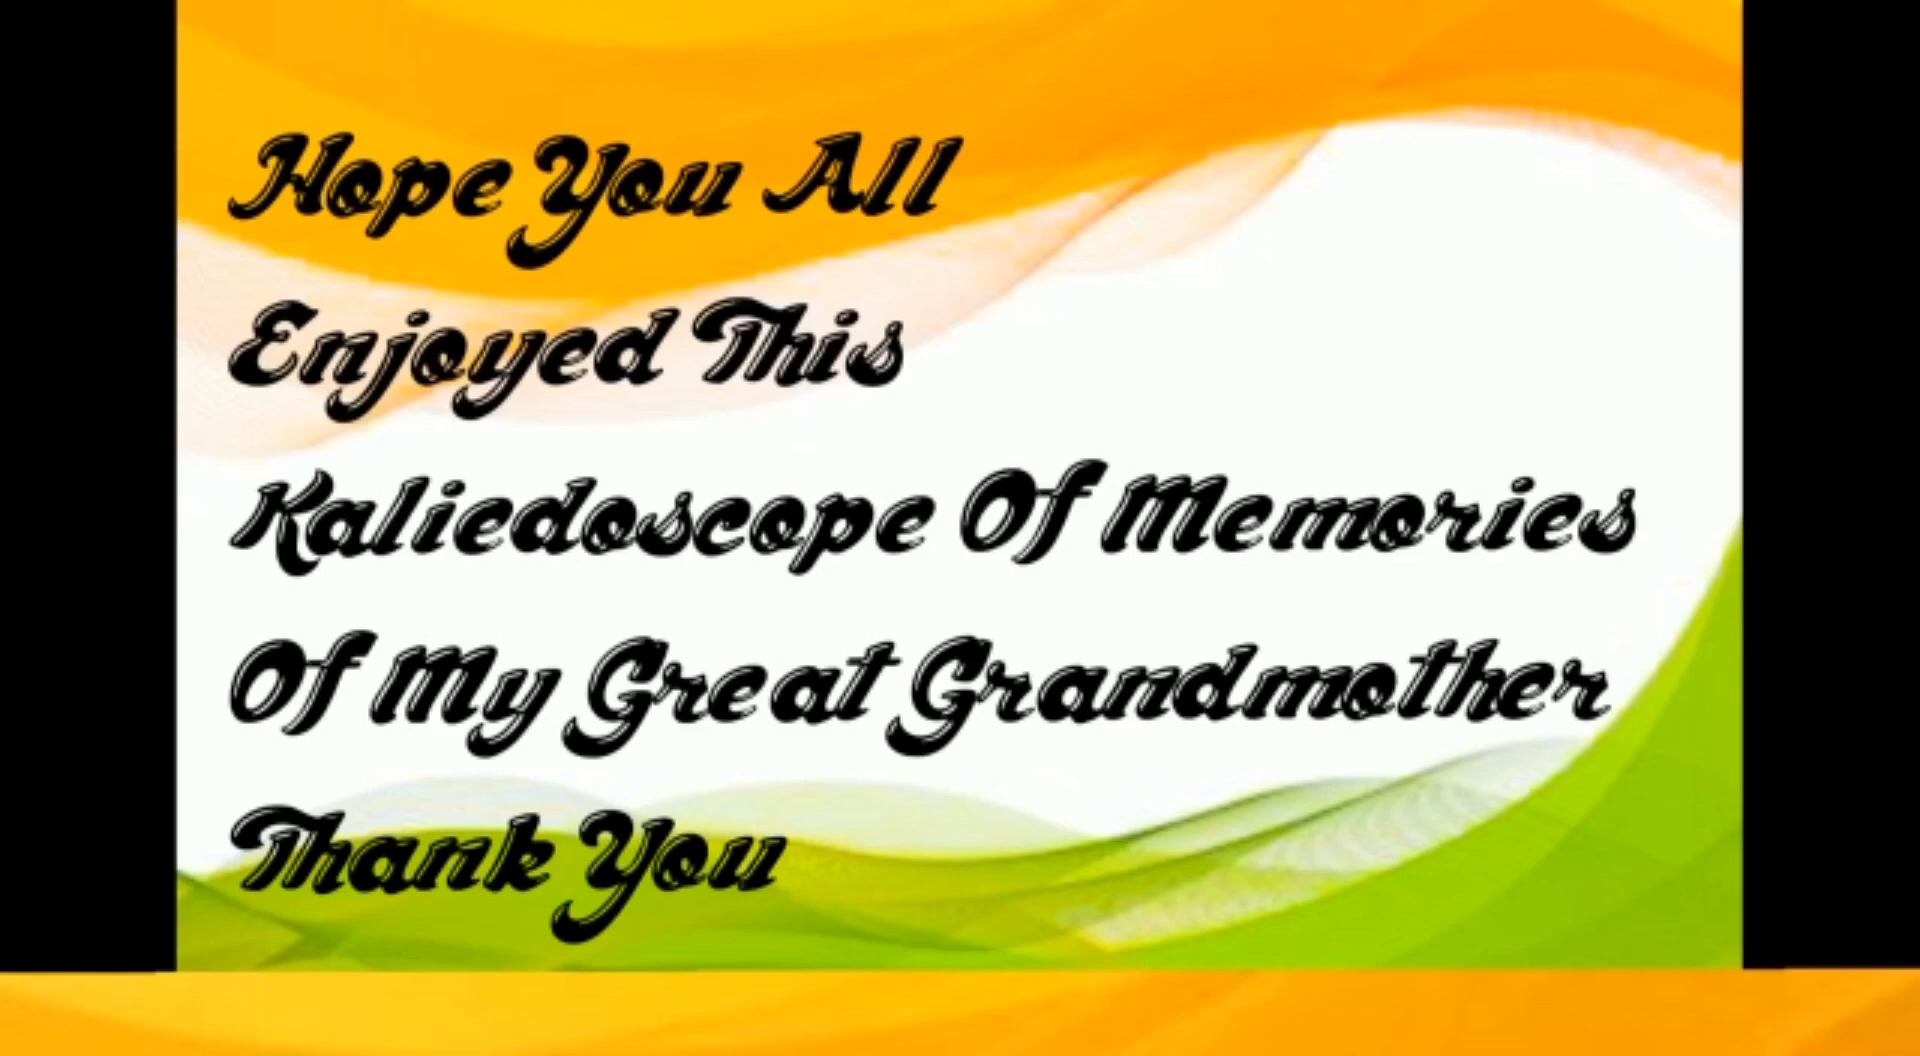 Hope You All
Enjoyed This
Kaliedoscope Of Memories
Of My Great Grandmother
Thank You